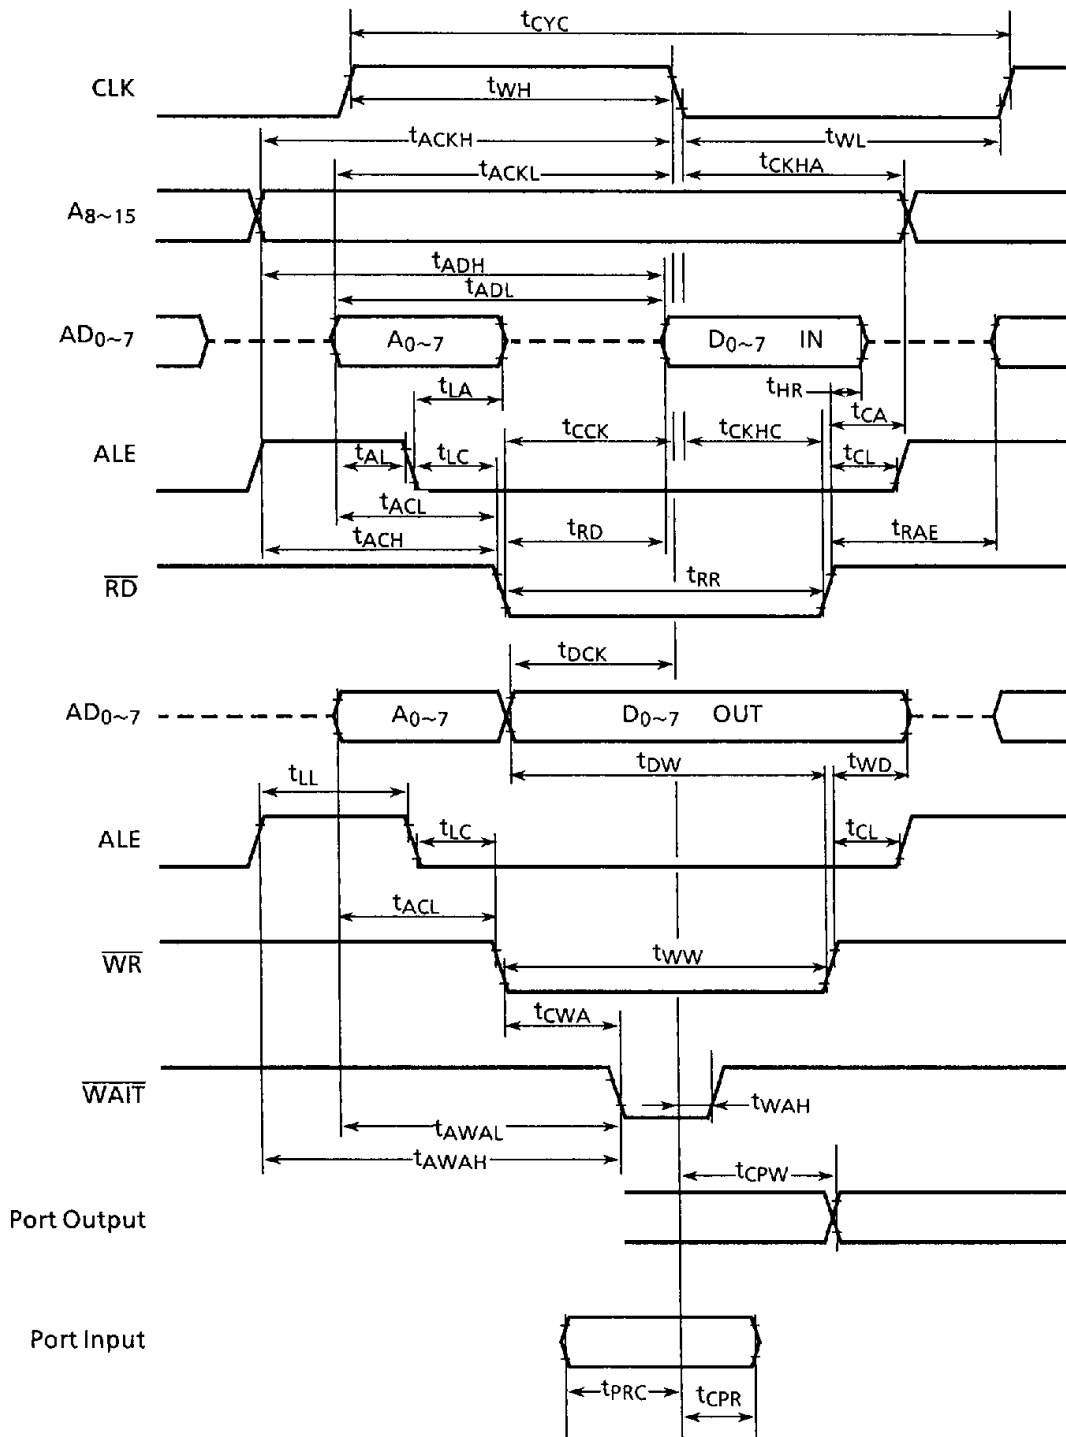 tCYC
CLK
tWH
tACKH
tWL
tACKL
tCKHA
A8~15
tADH
tADL
AD0~7
A0~7
D0~7 IN
tLA
tHR
tCA
tCCK
tCKHC
ALE
tAL
tLC
tCL
tACL
tRD
tRAE
tACH
RD
tRR
tDCK
AD0~7
A0~7
D0~7 OUT
tDW
tWD
tLL
ALE
tLC
tCL
tACL
WR
tWW
tCWA
WAIT
tWAH
tAWAL
tAWAH
tCPW
Port Output
Port Input
tPRC
tCPR